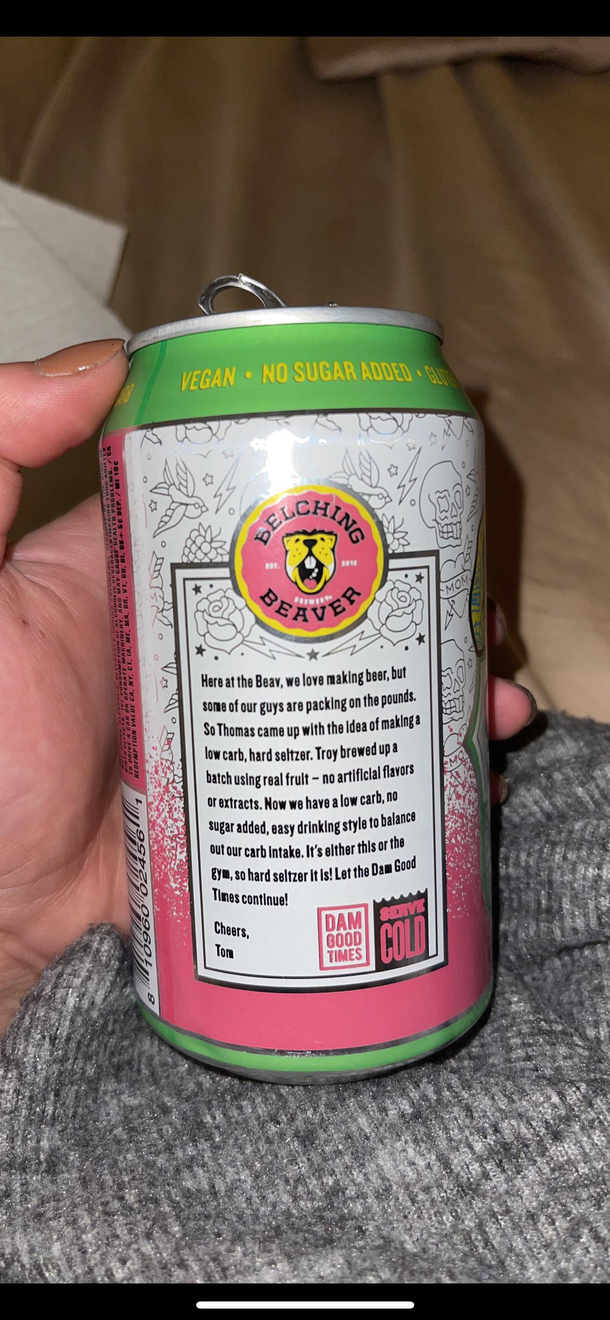 VEGAN • NO SUGAR ADDED •
BELCHING
EST. 2012
BREWERY
BEAVER
MOM
Here at the Beav, we love making beer, but
some of our guys are packing on the pounds.
So Thomas came up with the idea of making a
low carb, hard seltzer. Troy brewed up a
batch using real fruit – no artificial flavors
or extracts. Now we have a low carb, no
sugar added, easy drinking style to balance
out our carb intake. It's either this or the
gym, so hard seltzer it is! Let the Dam Good
Times continue!
Cheers,
Tom
DAM
GOOD
TIMES
SERVE
COLD
8 10960 02456 1